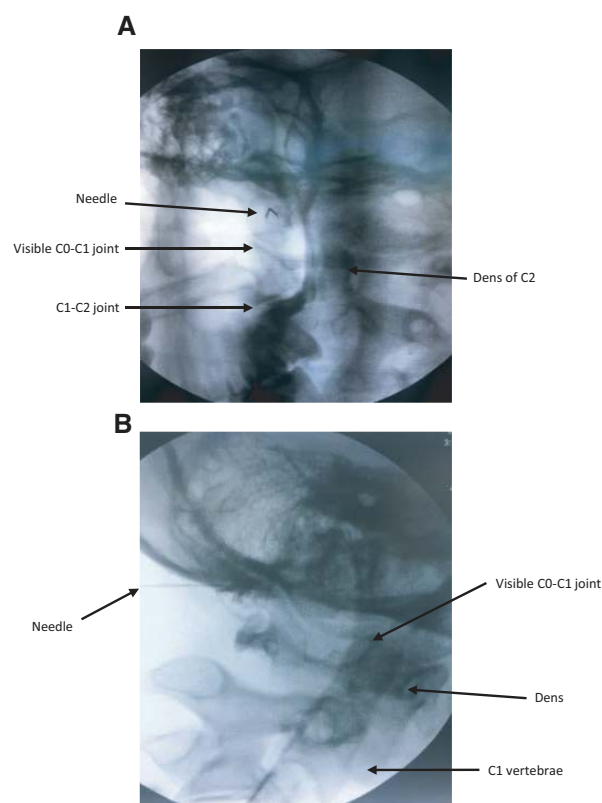 A
Needle
Visible C0-C1 joint
Dens of C2
C1-C2 joint
B
Visible C0-C1 joint
Needle
Dens
C1 vertebrae